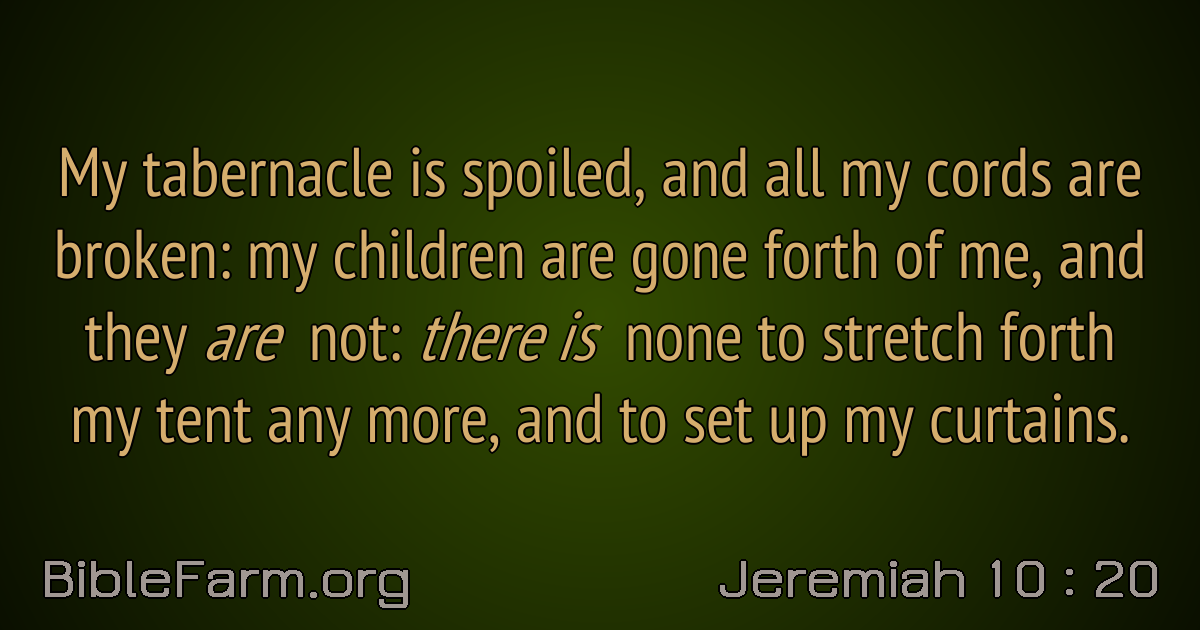 My tabernacle is spoiled, and all my cords are
broken: my children are gone forth of me, and
they are not: there is none to stretch forth
my tent any more, and to set up my curtains.
BibleFarm.org
Jeremiah 10 : 20